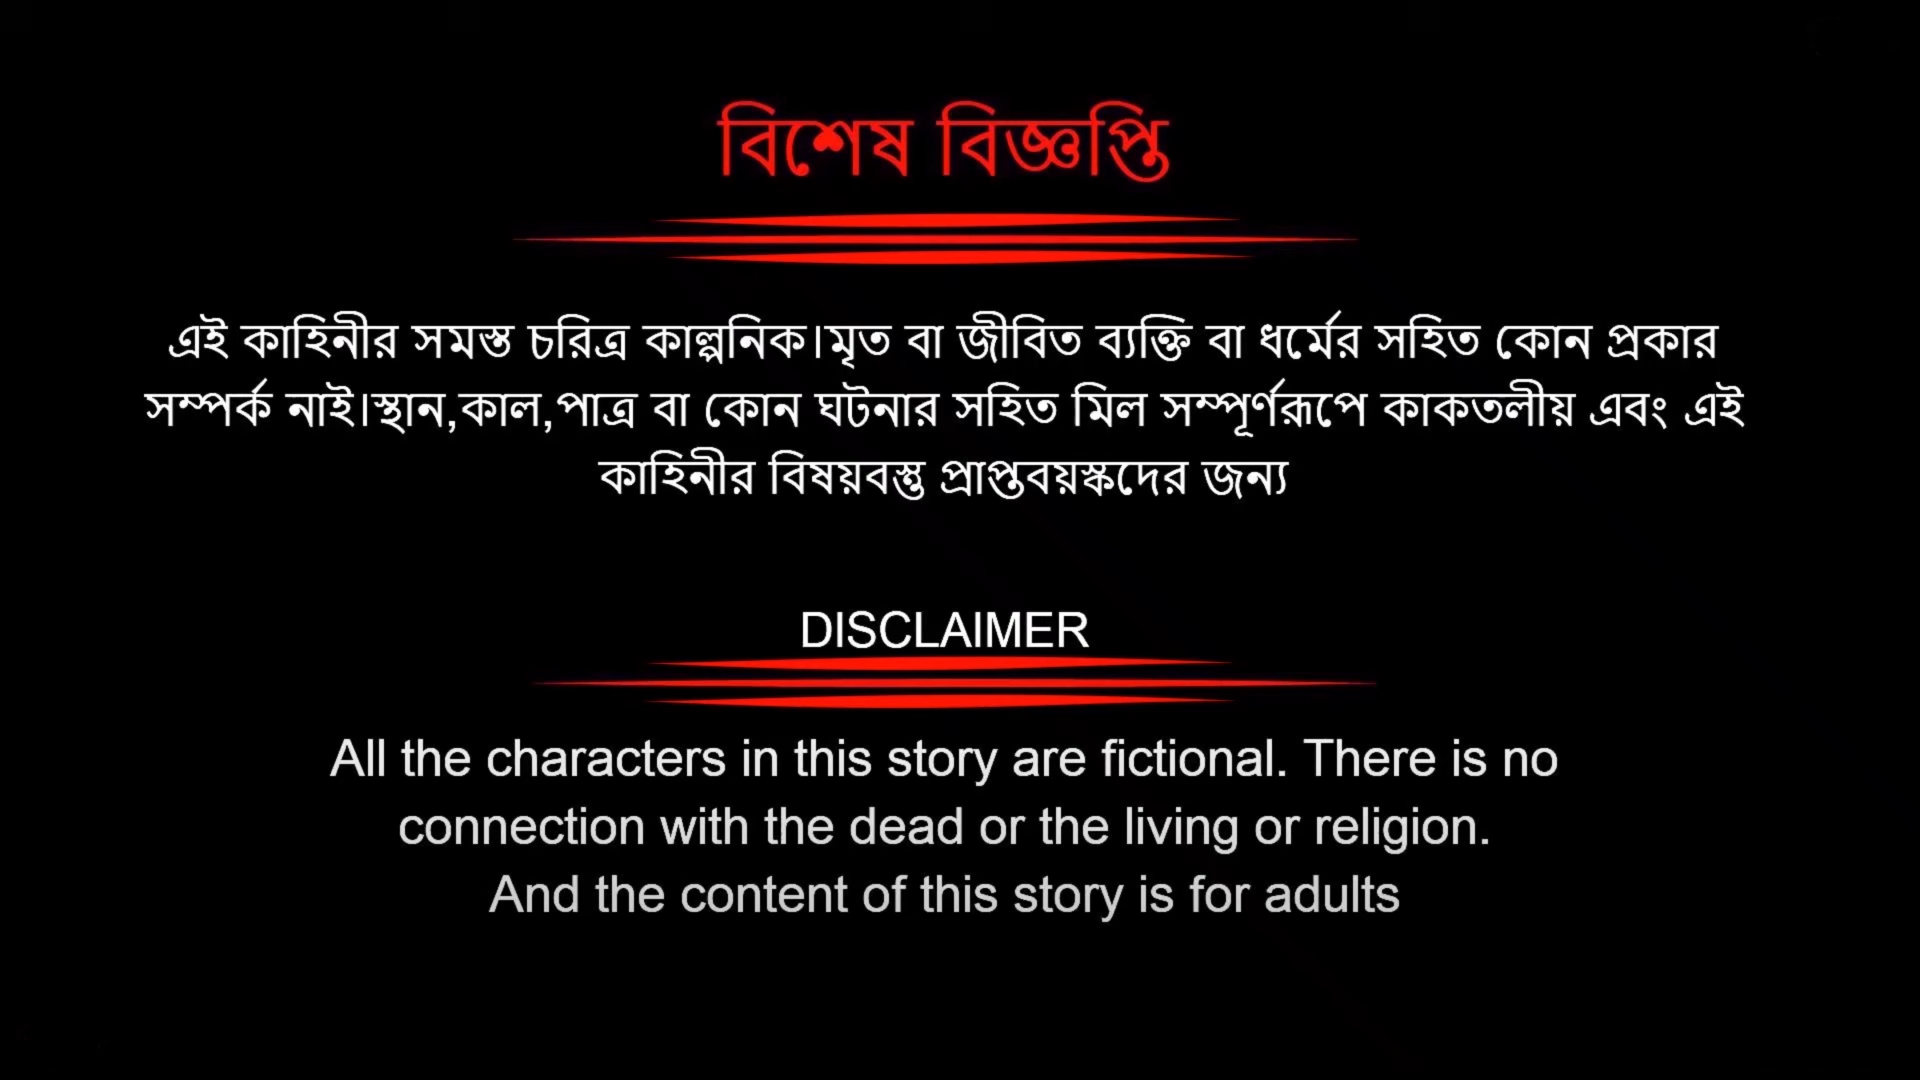 বিশেষ বিজ্ঞপ্তি
এই কাহিনীর সমস্ত চরিত্র কাল্পনিক।মৃত বা জীবিত ব্যক্তি বা ধর্মের সহিত কোন প্রকার
সম্পর্ক নাই।স্থান,কাল,পাত্র বা কোন ঘটনার সহিত মিল সম্পূর্ণরূপে কাকতলীয় এবং এই
কাহিনীর বিষয়বস্তু প্রাপ্তবয়স্কদের জন্য
DISCLAIMER
All the characters in this story are fictional. There is no
connection with the dead or the living or religion.
And the content of this story is for adults